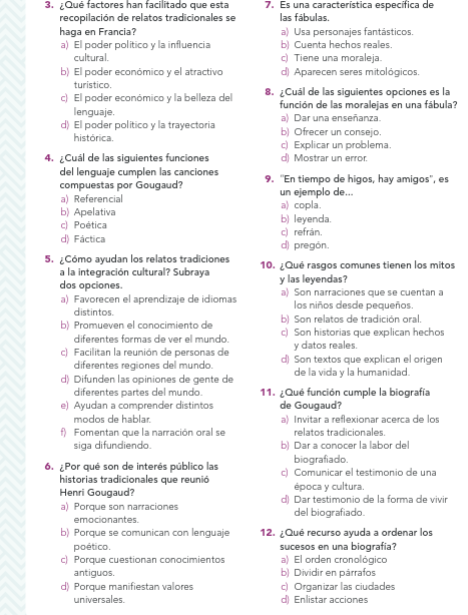 3. ¿Qué factores han facilitado que esta
recopilación de relatos tradicionales se
haga en Francia?
a) El poder político y la influencia
cultural.
b) El poder económico y el atractivo
turístico.
c) El poder económico y la belleza del
lenguaje.
d) El poder político y la trayectoria
histórica.
4. ¿Cuál de las siguientes funciones
del lenguaje cumplen las canciones
compuestas por Gougaud?
a) Referencial
b) Apelativa
c) Poética
d) Fáctica
5. ¿Cómo ayudan los relatos tradiciones
a la integración cultural? Subraya
dos opciones.
a) Favorecen el aprendizaje de idiomas
distintos.
b) Promueven el conocimiento de
diferentes formas de ver el mundo.
c) Facilitan la reunión de personas de
diferentes regiones del mundo.
d) Difunden las opiniones de gente de
diferentes partes del mundo.
e) Ayudan a comprender distintos
modos de hablar.
f) Fomentan que la narración oral se
siga difundiendo.
6. ¿Por qué son de interés público las
historias tradicionales que reunió
Henri Gougaud?
a) Porque son narraciones
emocionantes.
b) Porque se comunican con lenguaje
poético.
c) Porque cuestionan conocimientos
antiguos.
d) Porque manifiestan valores
universales.
7. Es una característica específica de
las fábulas.
a) Usa personajes fantásticos.
b) Cuenta hechos reales.
c) Tiene una moraleja.
d) Aparecen seres mitológicos.
8. ¿Cuál de las siguientes opciones es la
función de las moralejas en una fábula?
a) Dar una enseñanza.
b) Ofrecer un consejo.
c) Explicar un problema.
d) Mostrar un error.
9. "En tiempo de higos, hay amigos", es
un ejemplo de...
a) copla.
b) leyenda.
c) refrán.
d) pregón.
10. ¿Qué rasgos comunes tienen los mitos
y las leyendas?
a) Son narraciones que se cuentan a
los niños desde pequeños.
b) Son relatos de tradición oral.
c) Son historias que explican hechos
y datos reales.
d) Son textos que explican el origen
de la vida y la humanidad.
11. ¿Qué función cumple la biografía
de Gougaud?
a) Invitar a reflexionar acerca de los
relatos tradicionales.
b) Dar a conocer la labor del
biografiado.
c) Comunicar el testimonio de una
época y cultura.
d) Dar testimonio de la forma de vivir
del biografiado.
12. ¿Qué recurso ayuda a ordenar los
sucesos en una biografía?
a) El orden cronológico
b) Dividir en párrafos
c) Organizar las ciudades
d) Enlistar acciones